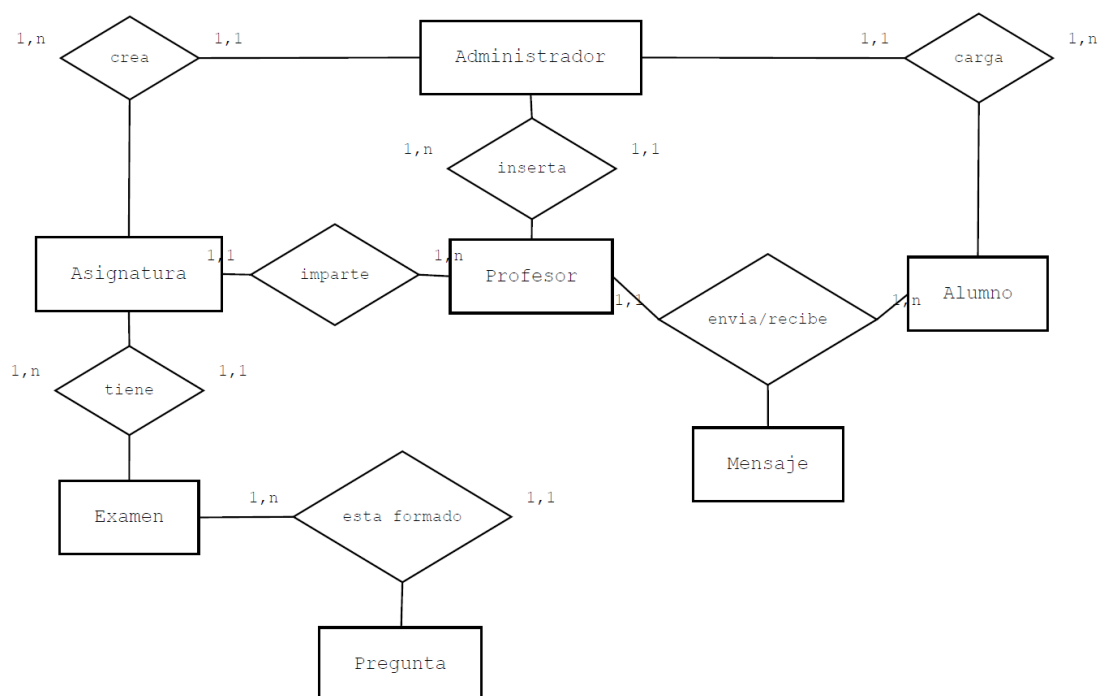 1,n
1,1
crea
Administrador
1,1
carga
1,n
1,n
inserta
1,1
Asignatura
1,1
imparte
1,n
Profesor
1,1
envia/recibe
1,n
Alumno
1,n
tiene
1,1
Mensaje
Examen
1,n
esta formado
1,1
Pregunta